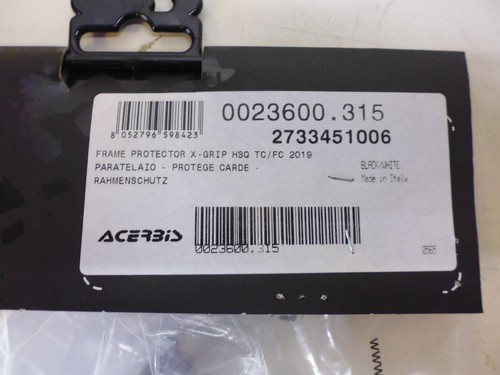 8 052796 598423
0023600.315
2733451006
FRAME PROTECTOR X-GRIP HSQ TC/FC 2019
PARATELAIO - PROTEGE CARDE -
RAHMENSCHUTZ
BLACK/WHITE
Made in Italy
ACERBIS
0023600.315
0565